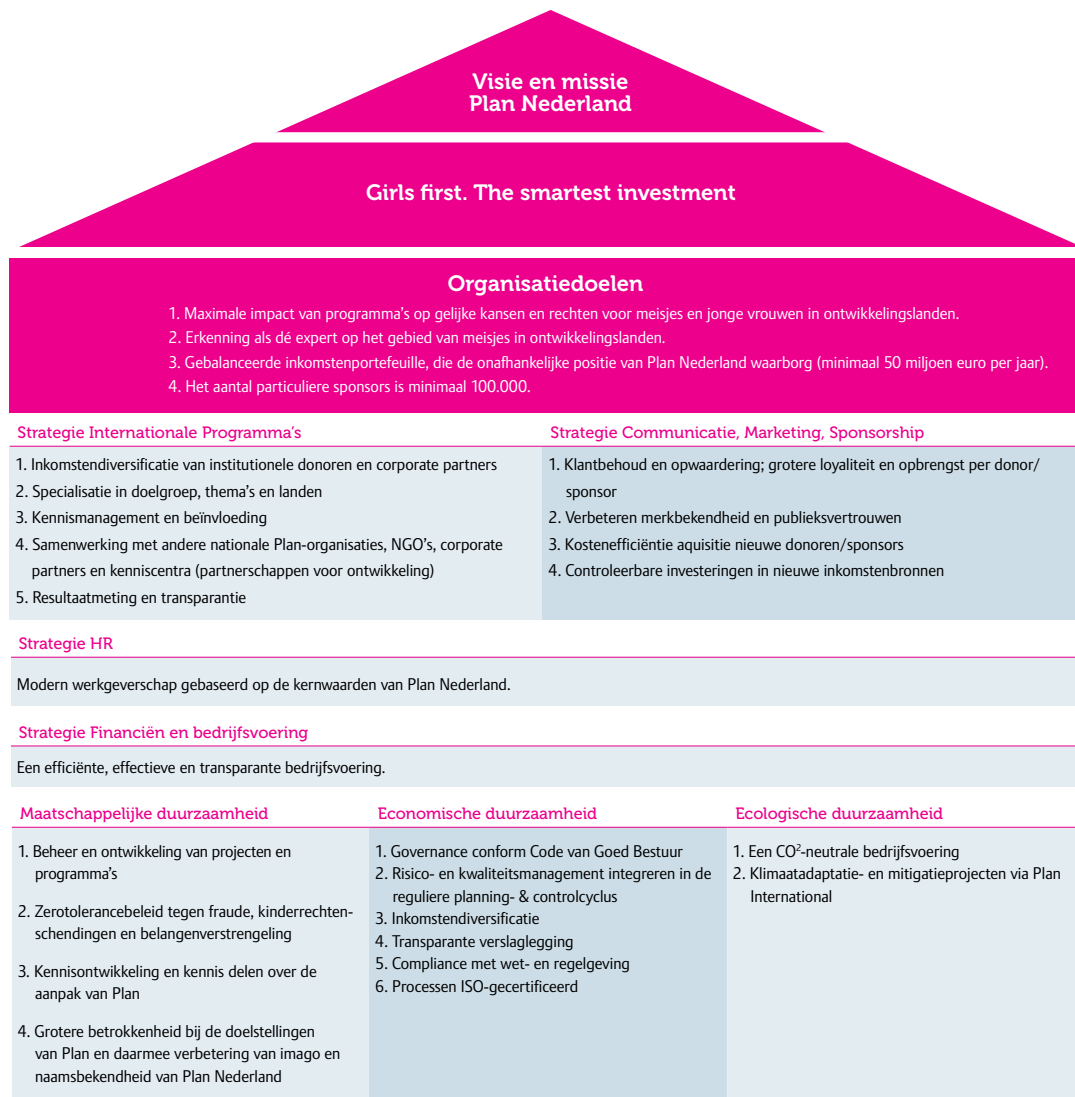 Visie en missie
Plan Nederland
Girls first. The smartest investment
Organisatiedoelen
1. Maximale impact van programma's op gelijke kansen en rechten voor meisjes en jonge vrouwen in ontwikkelingslanden.
2. Erkenning als dé expert op het gebied van meisjes in ontwikkelingslanden.
3. Gebalanceerde inkomstenportefeuille, die de onafhankelijke positie van Plan Nederland waarborg (minimaal 50 miljoen euro per jaar).
4. Het aantal particuliere sponsors is minimaal 100.000.
Strategie Internationale Programma's
1. Inkomstendiversificatie van institutionele donoren en corporate partners
2. Specialisatie in doelgroep, thema's en landen
3. Kennismanagement en beïnvloeding
4. Samenwerking met andere nationale Plan-organisaties, NGO's, corporate
partners en kenniscentra (partnerschappen voor ontwikkeling)
5. Resultaatmeting en transparantie
Strategie Communicatie, Marketing, Sponsorship
1. Klantbehoud en opwaardering; grotere loyaliteit en opbrengst per donor/
sponsor
2. Verbeteren merkbekendheid en publieksvertrouwen
3. Kostenefficiëntie aquisitie nieuwe donoren/sponsors
4. Controleerbare investeringen in nieuwe inkomstenbronnen
Strategie HR
Modern werkgeverschap gebaseerd op de kernwaarden van Plan Nederland.
Strategie Financiën en bedrijfsvoering
Een efficiënte, effectieve en transparante bedrijfsvoering.
Maatschappelijke duurzaamheid
1. Beheer en ontwikkeling van projecten en
programma's
2. Zerotolerancebeleid tegen fraude, kinderrechten-
schendingen en belangenverstrengeling
3. Kennisontwikkeling en kennis delen over de
aanpak van Plan
4. Grotere betrokkenheid bij de doelstellingen
van Plan en daarmee verbetering van imago en
naamsbekendheid van Plan Nederland
Economische duurzaamheid
1. Governance conform Code van Goed Bestuur
2. Risico- en kwaliteitsmanagement integreren in de
reguliere planning- & controlcyclus
3. Inkomstendiversificatie
4. Transparante verslaglegging
5. Compliance met wet- en regelgeving
6. Processen ISO-gecertificeerd
Ecologische duurzaamheid
1. Een CO²-neutrale bedrijfsvoering
2. Klimaatadaptatie- en mitigatieprojecten via Plan
International